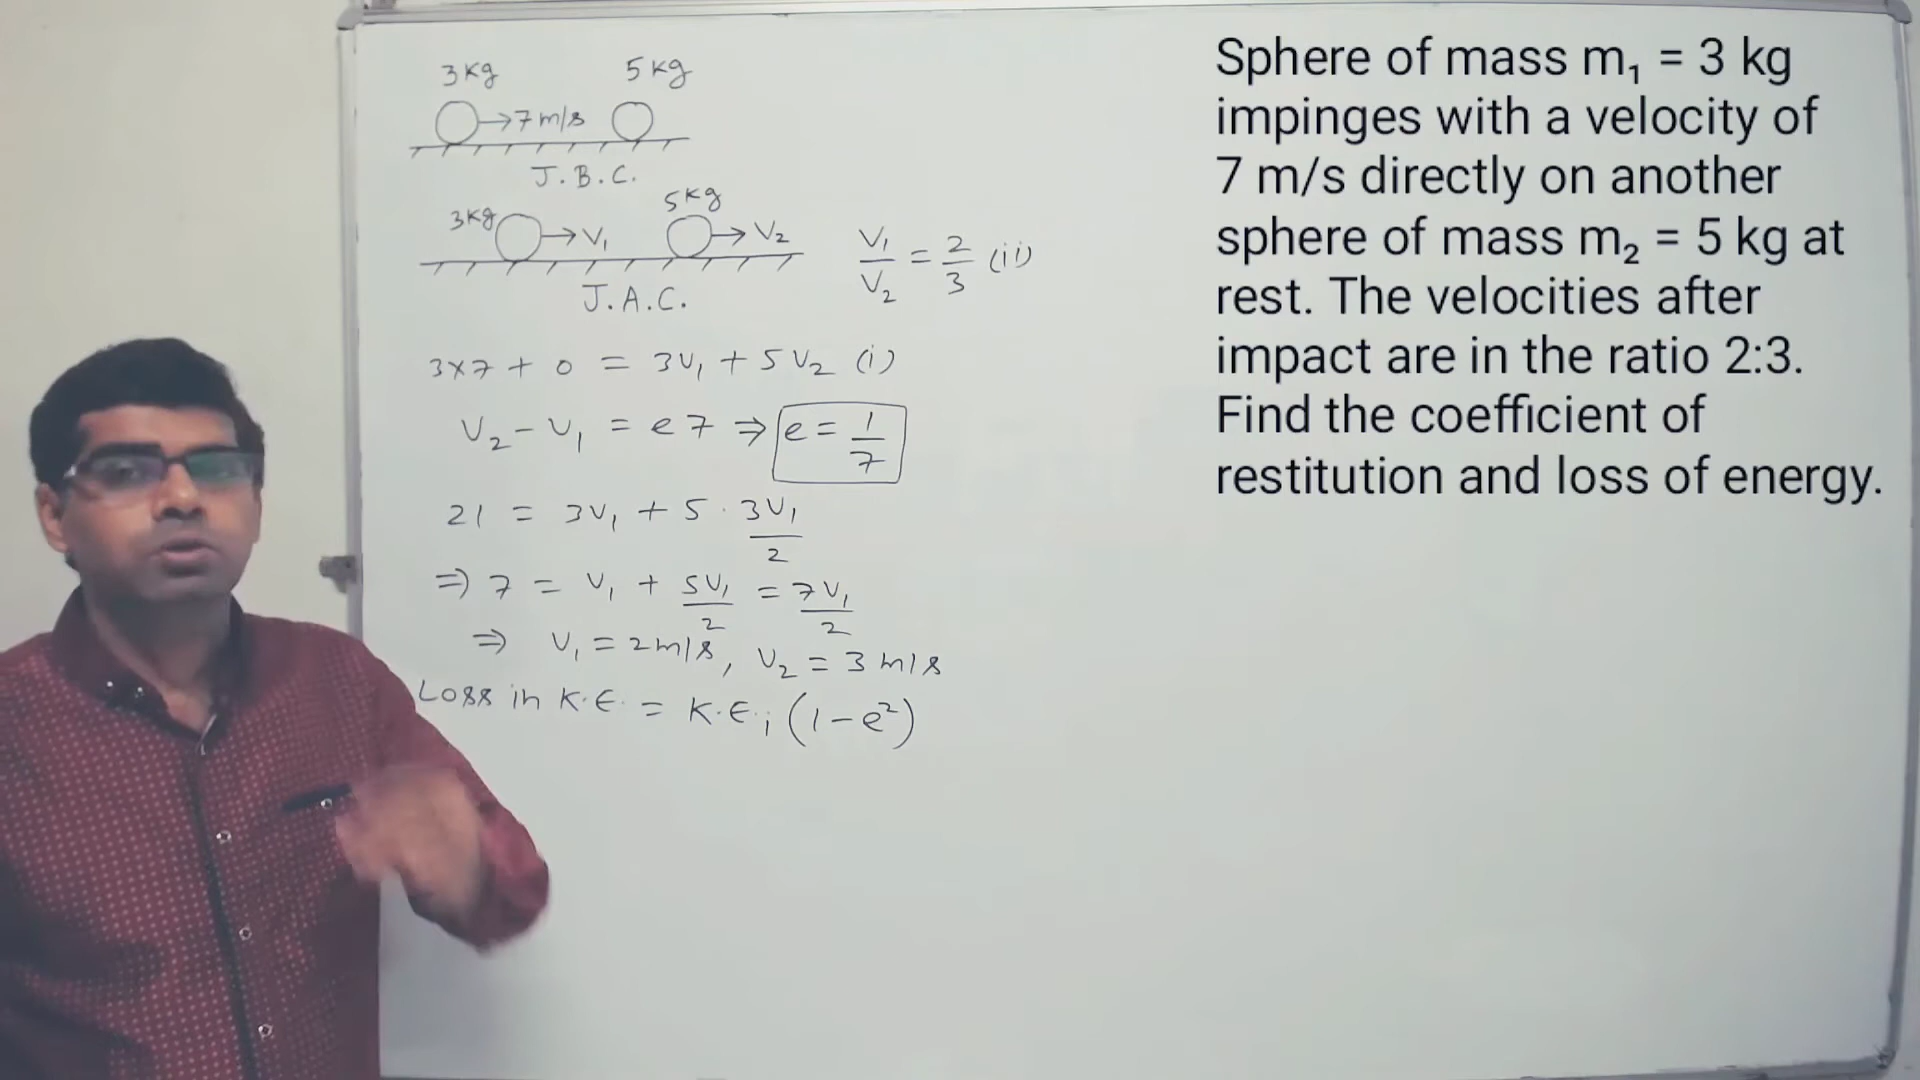 3kg 5kg
→7 m/s
J.B.C.
3kg → V₁ 5kg → V₂
V₁/V₂ = 2/3 (ii)
J.A.C.
3×7 + 0 = 3v₁ + 5v₂ (i)
v₂ - v₁ = e7 ⇒ e = 1/7
21 = 3v₁ + 5 · 3v₁/2
⇒ 7 = v₁ + 5v₁/2 = 7v₁/2
⇒ v₁ = 2m/s, v₂ = 3 m/s
Loss in K.E. = K.E.i (1-e²)
Sphere of mass m₁ = 3 kg
impinges with a velocity of
7 m/s directly on another
sphere of mass m₂ = 5 kg at
rest. The velocities after
impact are in the ratio 2:3.
Find the coefficient of
restitution and loss of energy.